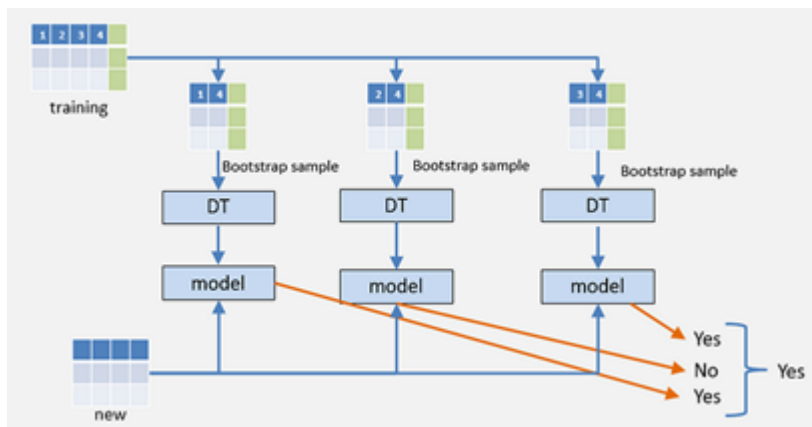 1 2 3 4
training
1 4
2 4
3 4
Bootstrap sample
Bootstrap sample
Bootstrap sample
DT
DT
DT
model
model
model
new
Yes
No
Yes
Yes